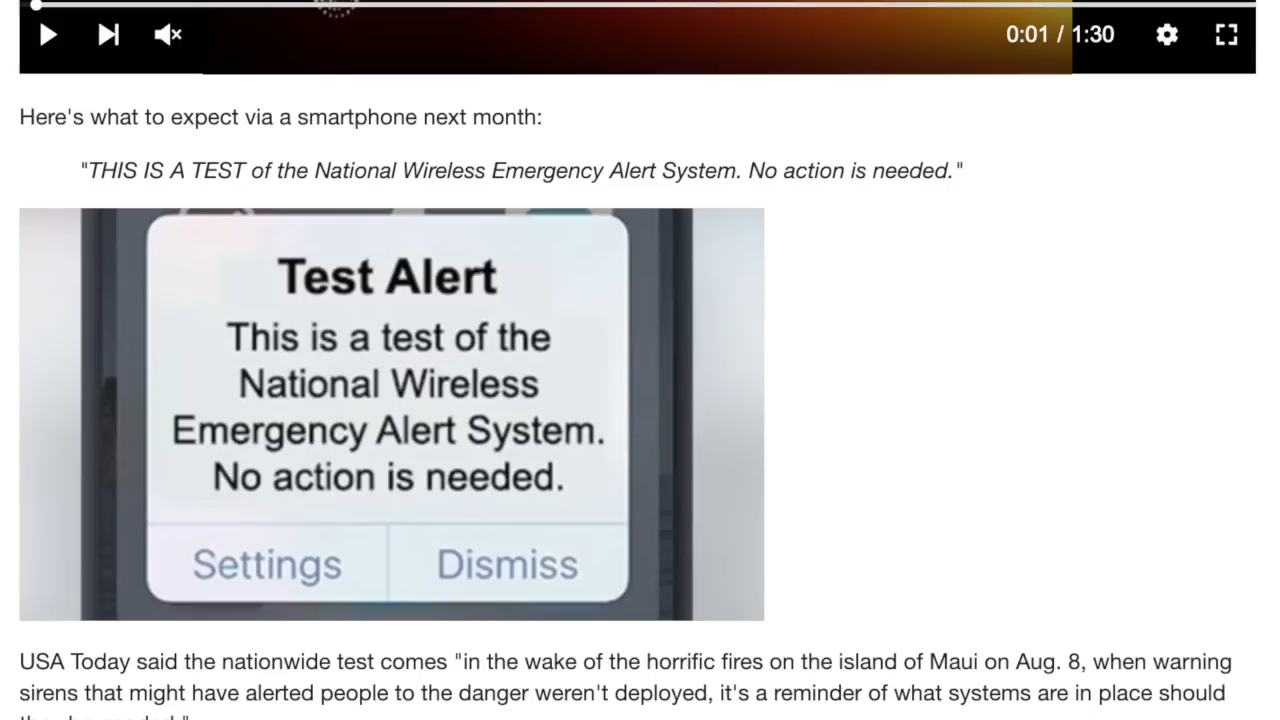 0:01 / 1:30
Here's what to expect via a smartphone next month:
"THIS IS A TEST of the National Wireless Emergency Alert System. No action is needed."
Test Alert
This is a test of the
National Wireless
Emergency Alert System.
No action is needed.
Settings
Dismiss
USA Today said the nationwide test comes "in the wake of the horrific fires on the island of Maui on Aug. 8, when warning
sirens that might have alerted people to the danger weren't deployed, it's a reminder of what systems are in place should